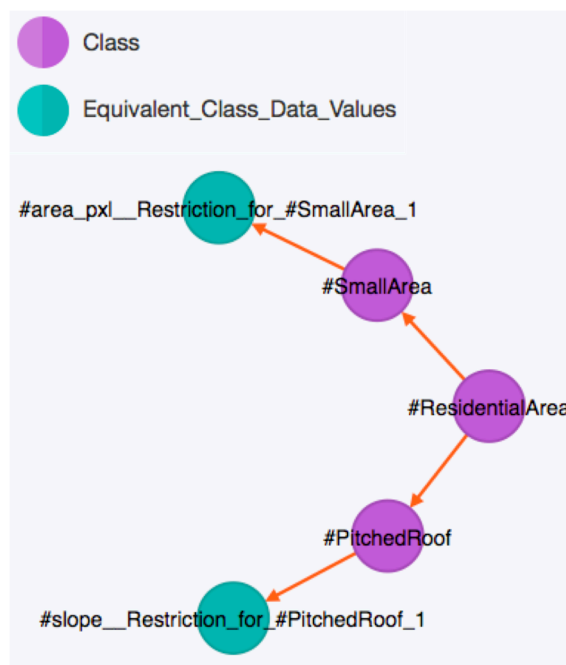 Class
Equivalent_Class_Data_Values
#area_pxl__Restriction_for_#SmallArea_1
#SmallArea
#ResidentialArea
#PitchedRoof
#slope__Restriction_for_#PitchedRoof_1